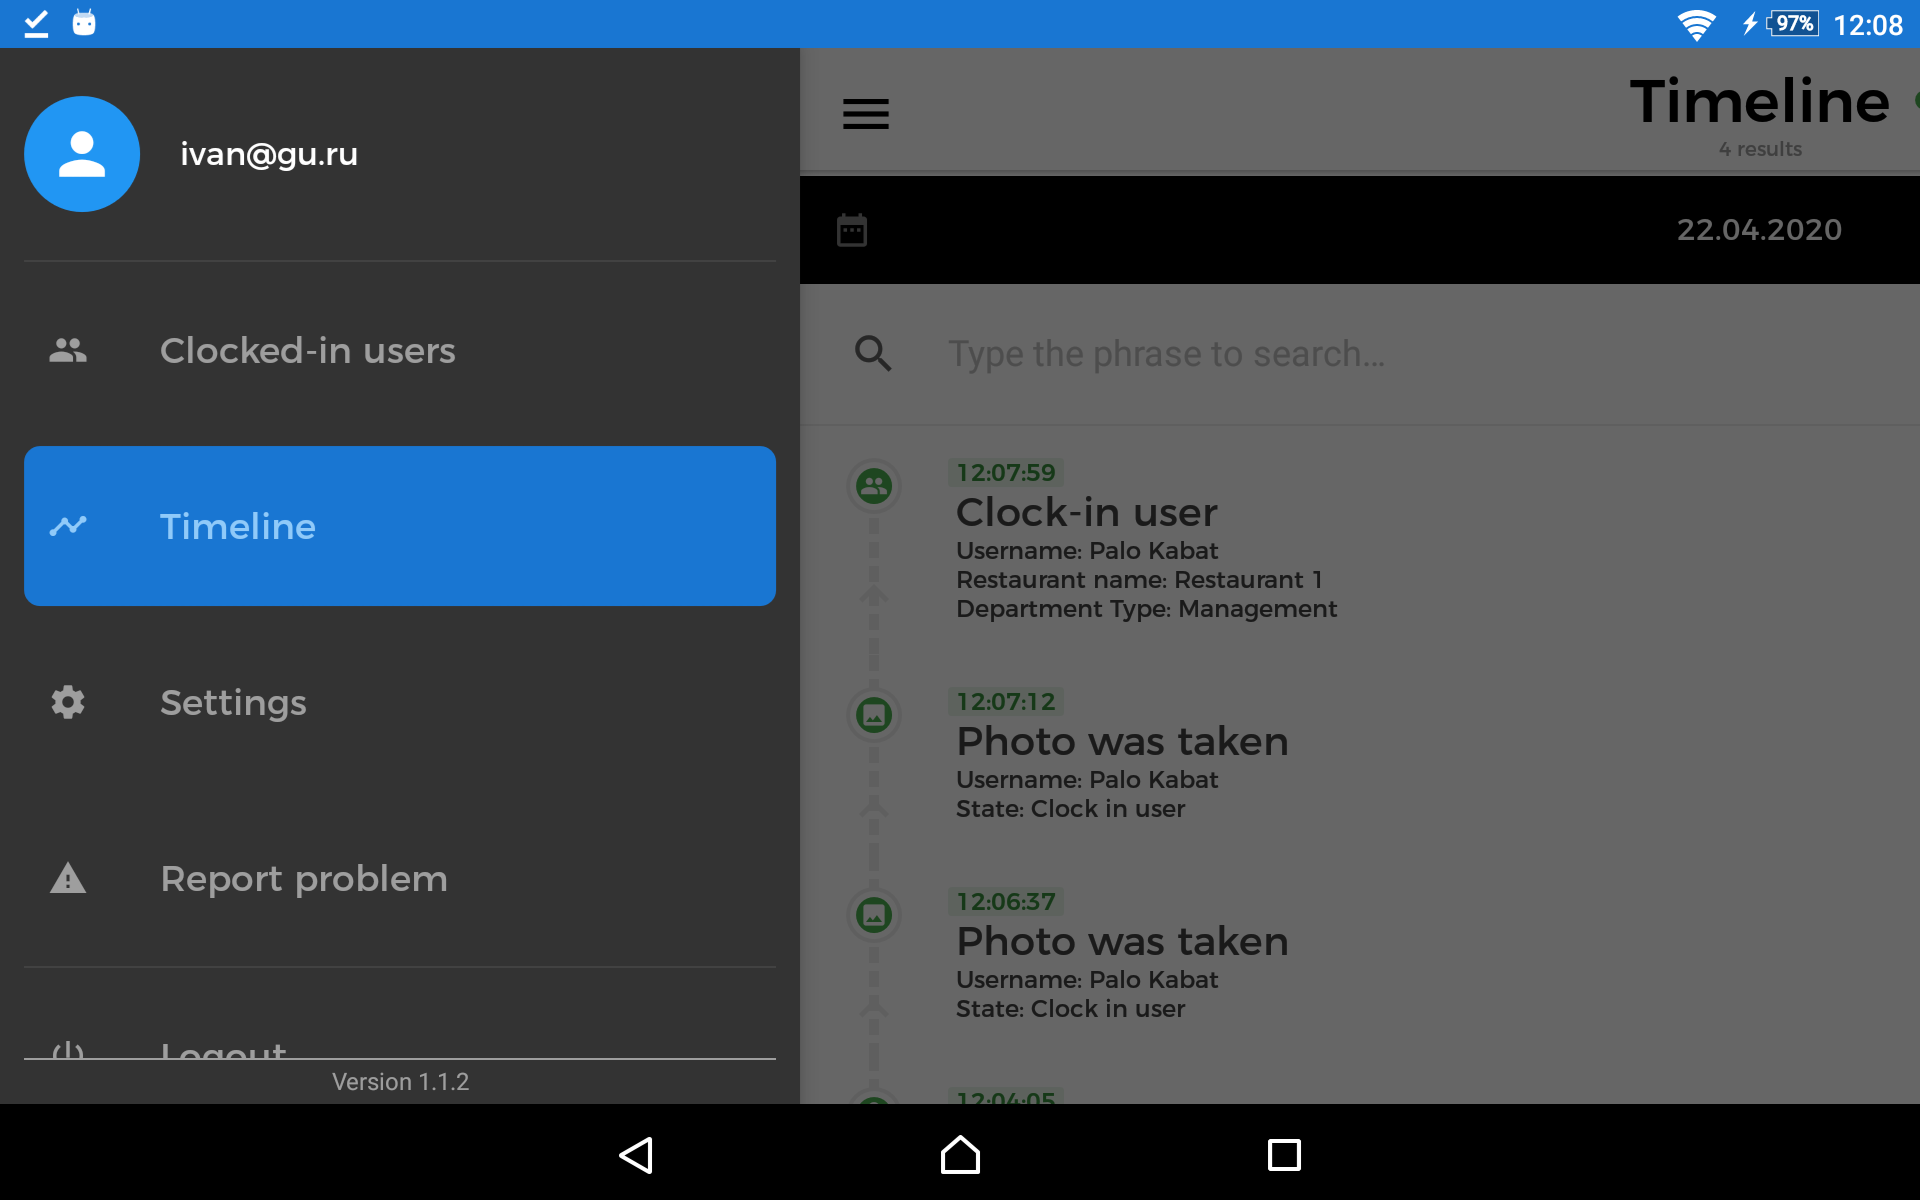 97% 12:08
ivan@gu.ru
Clocked-in users
Timeline
Settings
Report problem
Logout
Version 1.1.2
Timeline
4 results
22.04.2020
Type the phrase to search...
12:07:59
Clock-in user
Username: Palo Kabat
Restaurant name: Restaurant 1
Department Type: Management
12:07:12
Photo was taken
Username: Palo Kabat
State: Clock in user
12:06:37
Photo was taken
Username: Palo Kabat
State: Clock in user
12:04:05